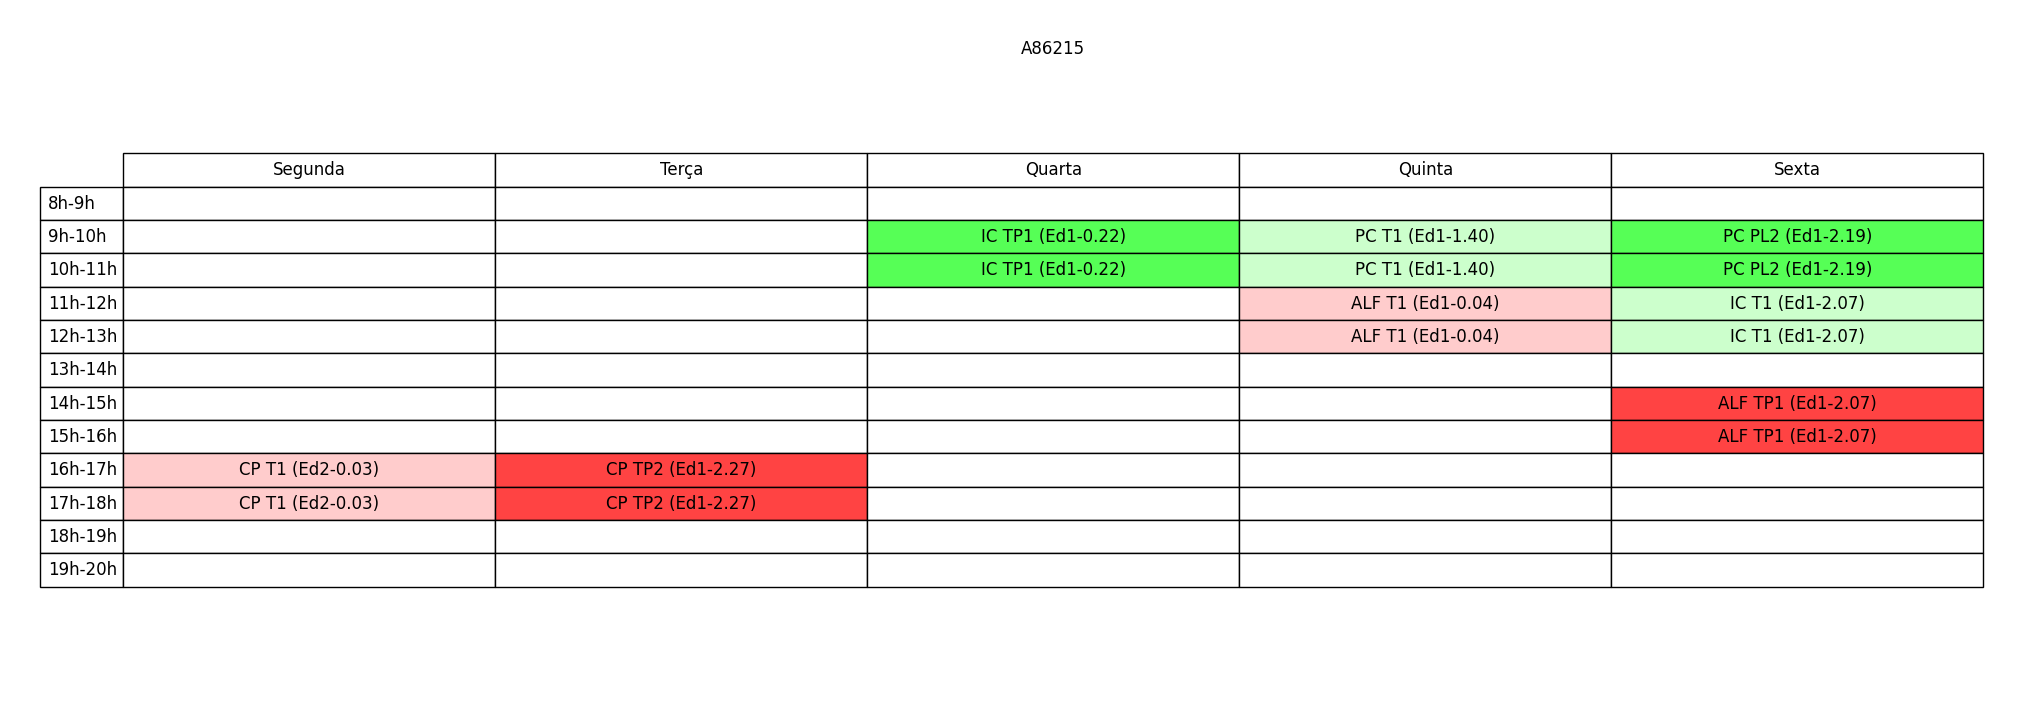 A86215
Segunda Terça Quarta Quinta Sexta
8h-9h
9h-10h IC TP1 (Ed1-0.22) PC T1 (Ed1-1.40) PC PL2 (Ed1-2.19)
10h-11h IC TP1 (Ed1-0.22) PC T1 (Ed1-1.40) PC PL2 (Ed1-2.19)
11h-12h ALF T1 (Ed1-0.04) IC T1 (Ed1-2.07)
12h-13h ALF T1 (Ed1-0.04) IC T1 (Ed1-2.07)
13h-14h
14h-15h ALF TP1 (Ed1-2.07)
15h-16h ALF TP1 (Ed1-2.07)
16h-17h CP T1 (Ed2-0.03) CP TP2 (Ed1-2.27)
17h-18h CP T1 (Ed2-0.03) CP TP2 (Ed1-2.27)
18h-19h
19h-20h